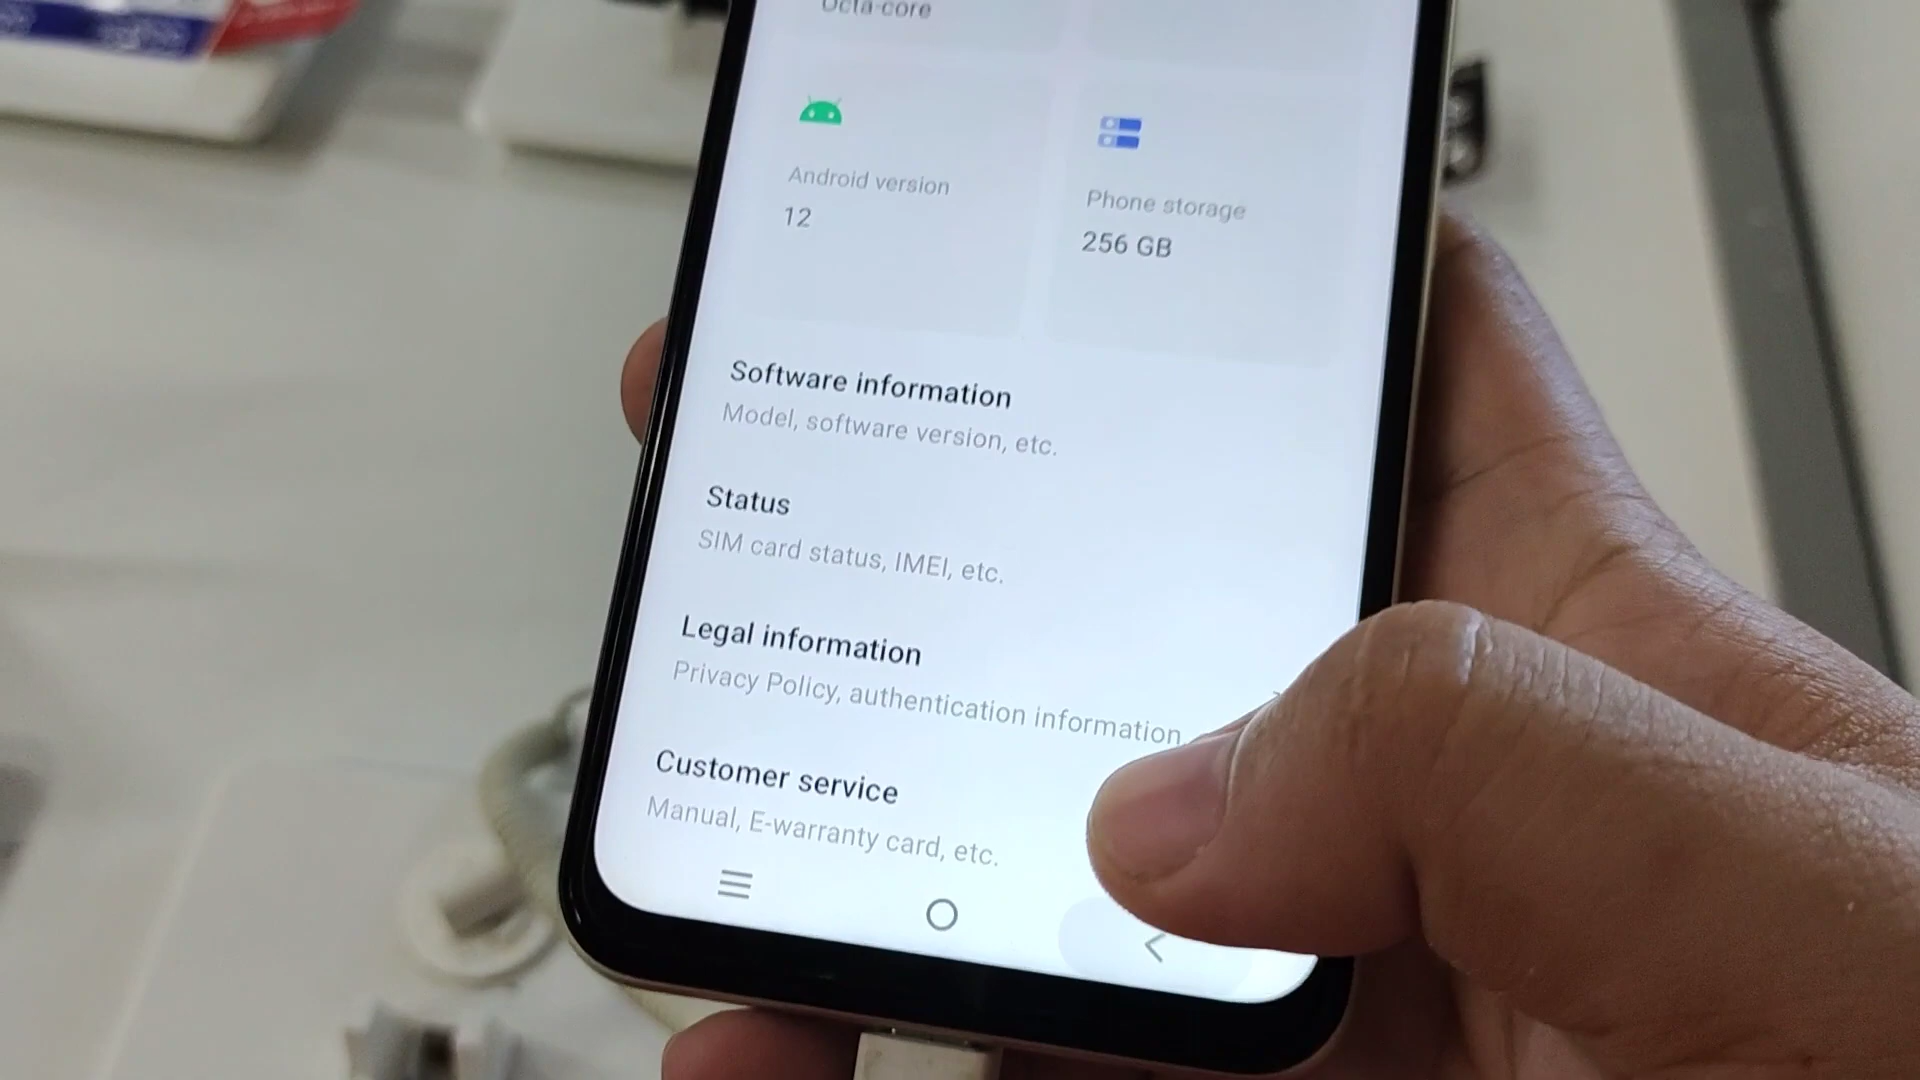 Octa-core
Android version
12
Phone storage
256 GB
Software information
Model, software version, etc.
Status
SIM card status, IMEI, etc.
Legal information
Privacy Policy, authentication information
Customer service
Manual, E-warranty card, etc.